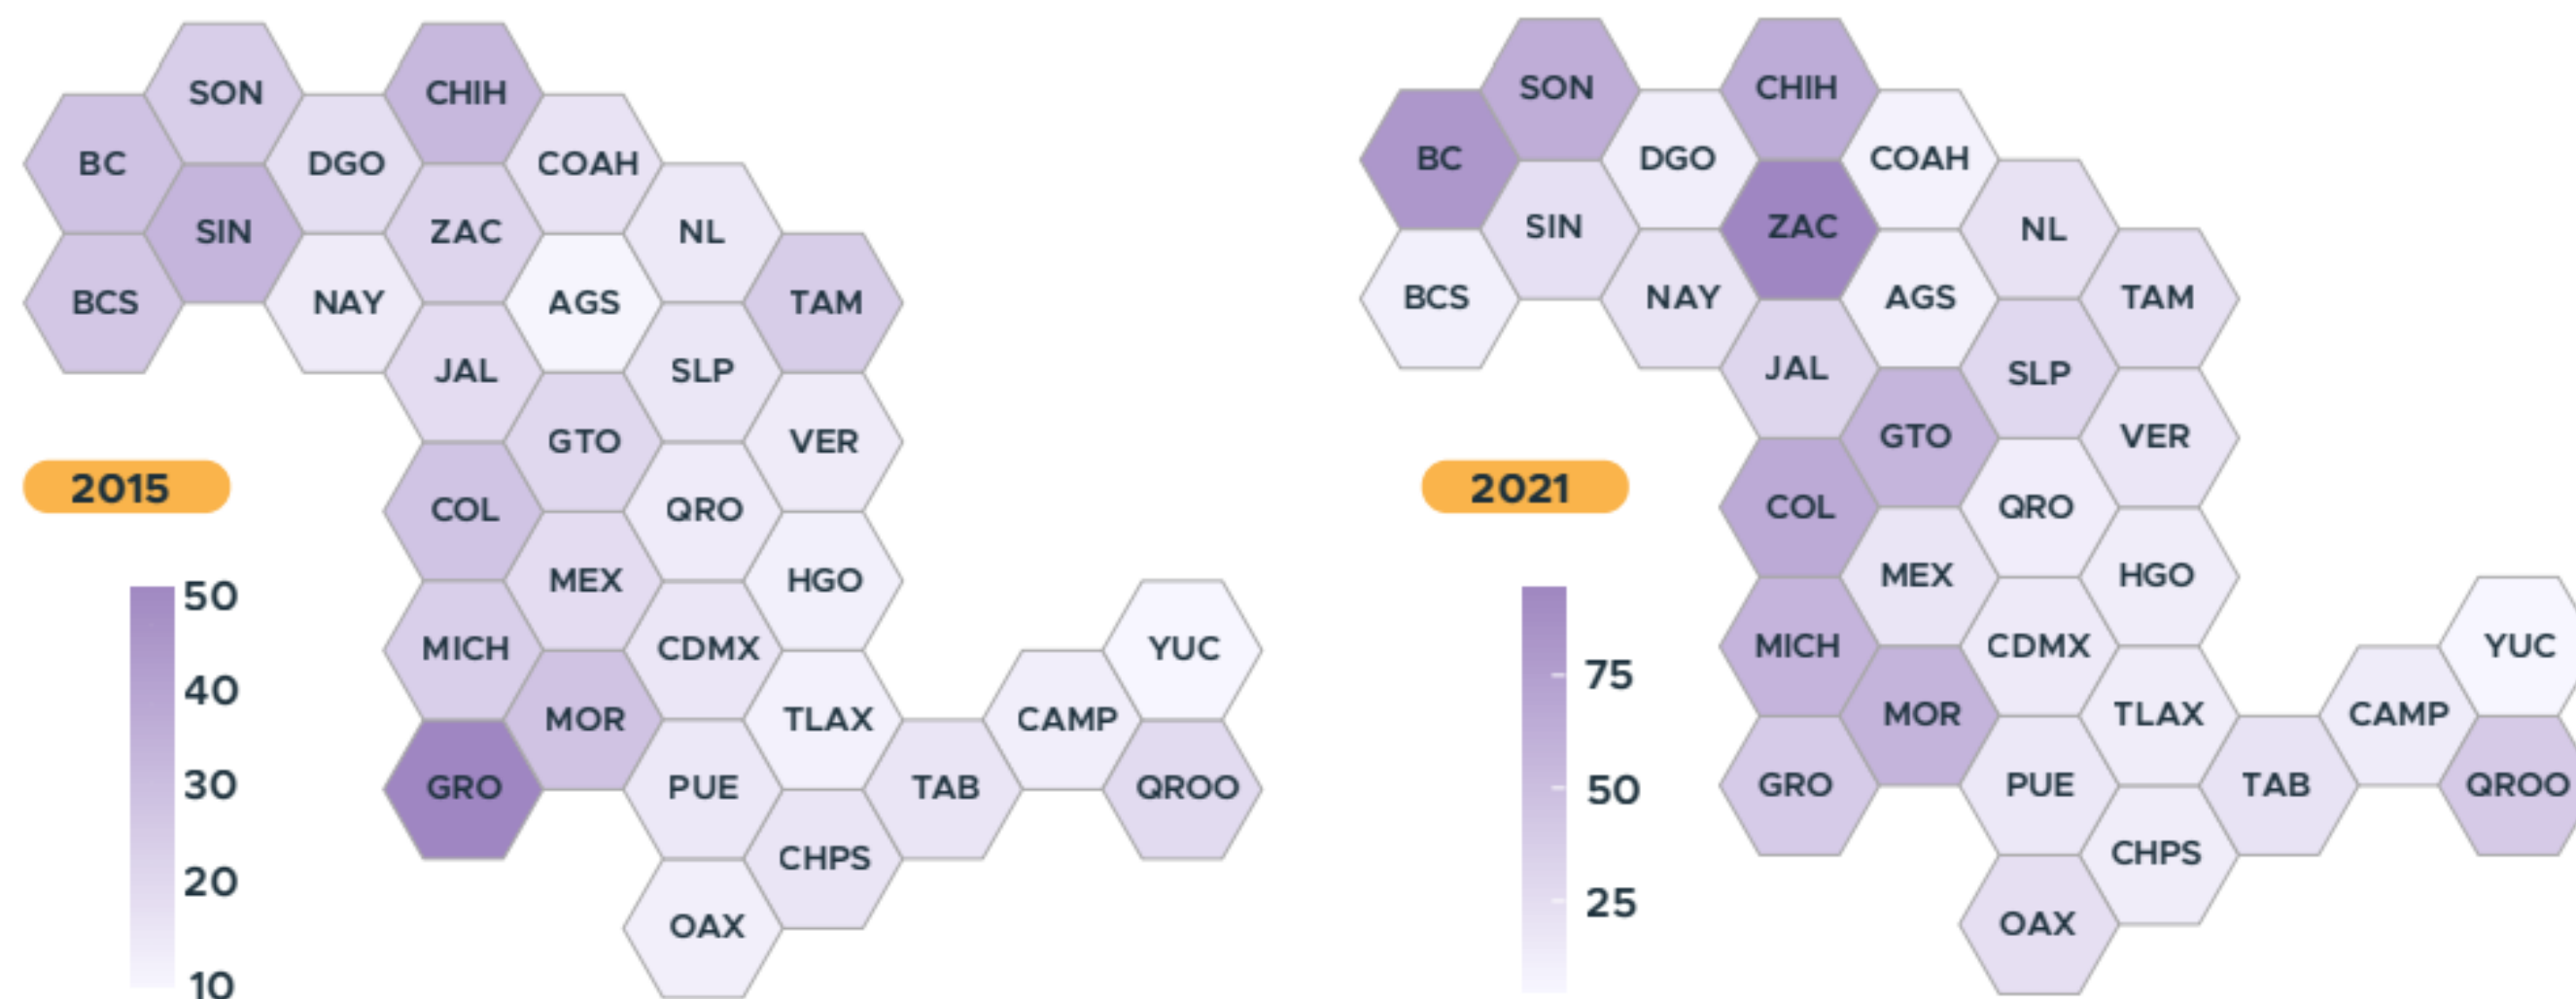 SON
CHIH
BC
DGO
COAH
SIN
ZAC
NL
BCS
NAY
AGS
TAM
JAL
SLP
GTO
VER
COL
QRO
MEX
HGO
MICH
CDMX
YUC
MOR
TLAX
CAMP
GRO
PUE
TAB
QROO
CHPS
OAX
2015
50
40
30
20
10
SON
CHIH
BC
DGO
COAH
SIN
ZAC
NL
BCS
NAY
AGS
TAM
JAL
SLP
GTO
VER
COL
QRO
MEX
HGO
MICH
CDMX
YUC
MOR
TLAX
CAMP
GRO
PUE
TAB
QROO
CHPS
OAX
2021
75
50
25